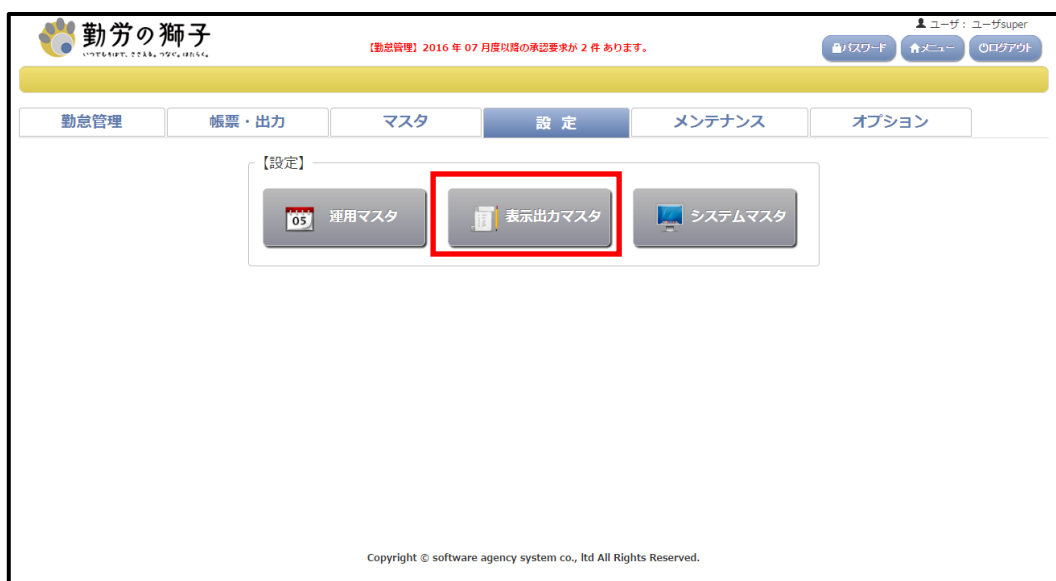 勤労の獅子
いつでもはて、ささえる。つなぐ。はたらく。
【勤怠管理】2016 年 07 月度以降の承認要求が 2 件 あります。
ユーザ： ユーザsuper
パスワード メニュー ログアウト
勤怠管理 帳票・出力 マスタ 設 定 メンテナンス オプション
【設定】
05 運用マスタ 表示出力マスタ システムマスタ
Copyright © software agency system co., ltd All Rights Reserved.